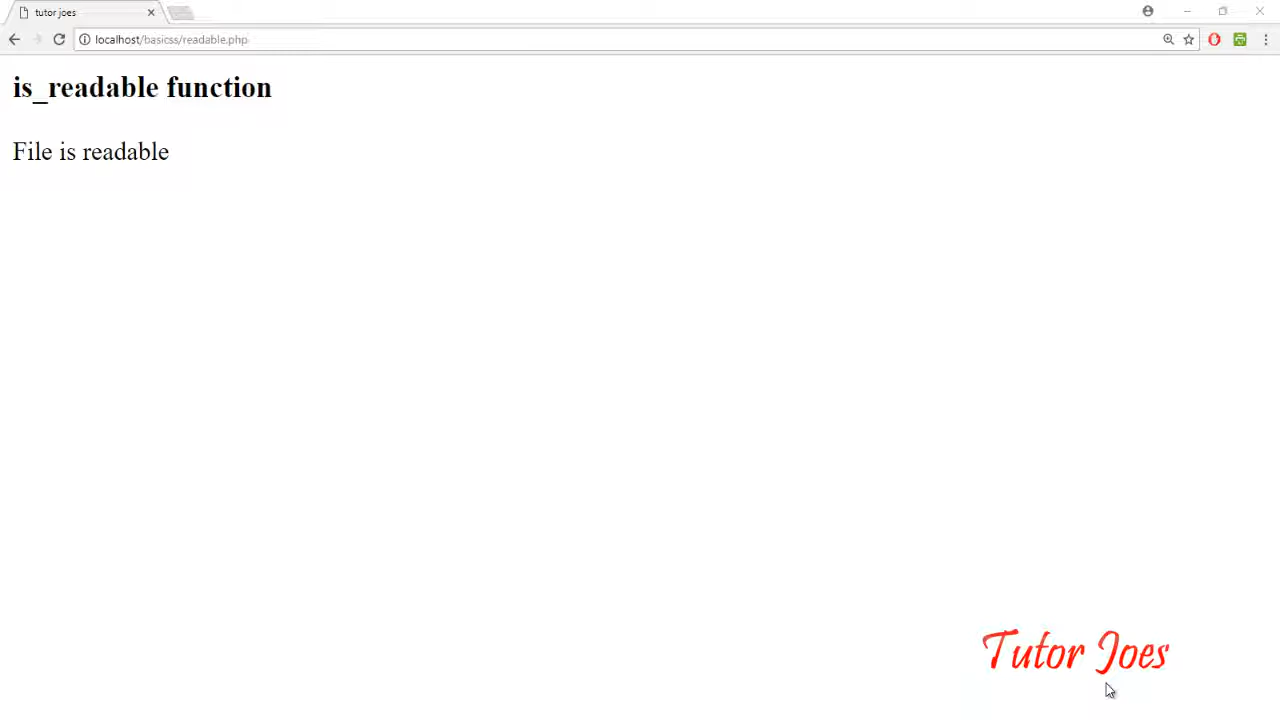 tutor joes
localhost/basicss/readable.php
is_readable function
File is readable
Tutor Joes